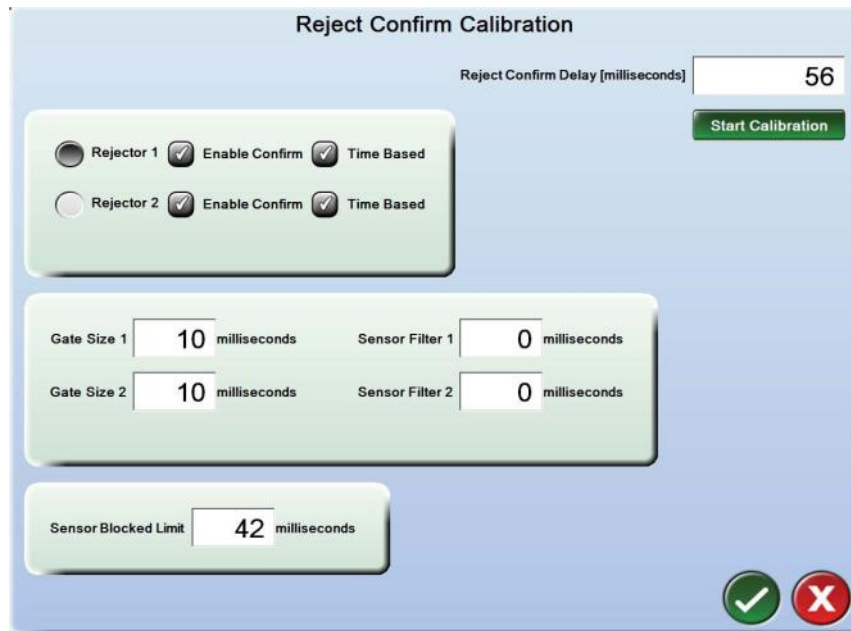 Reject Confirm Calibration
Reject Confirm Delay [milliseconds] 56
Start Calibration
Rejector 1 Enable Confirm Time Based
Rejector 2 Enable Confirm Time Based
Gate Size 1 10 milliseconds Sensor Filter 1 0 milliseconds
Gate Size 2 10 milliseconds Sensor Filter 2 0 milliseconds
Sensor Blocked Limit 42 milliseconds